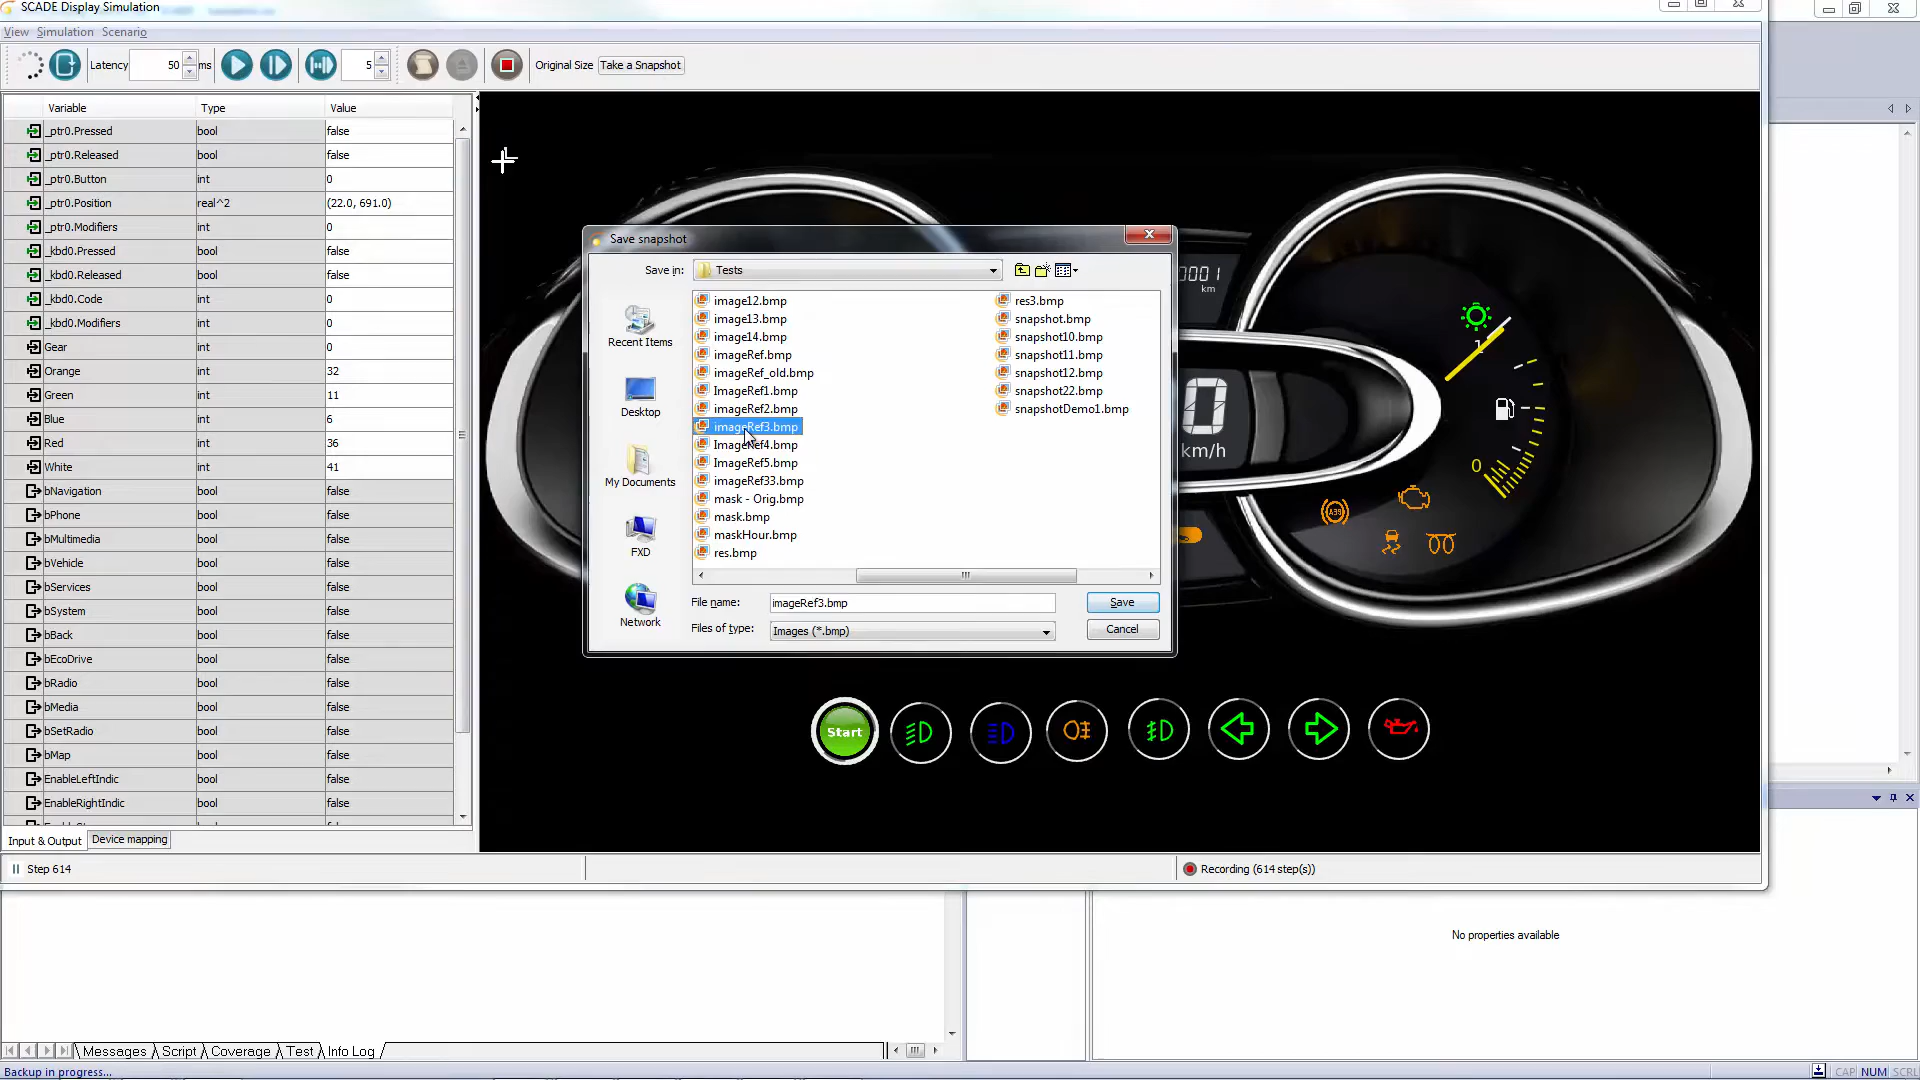 SCADE Display Simulation
View Simulation Scenario
Latency 50 ms 5 Original Size Take a Snapshot
Variable Type Value
_ptr0.Pressed bool false
_ptr0.Released bool false
_ptr0.Button int 0
_ptr0.Position real^2 (22.0, 691.0)
_ptr0.Modifiers int 0
_kbd0.Pressed bool false
_kbd0.Released bool false
_kbd0.Code int 0
_kbd0.Modifiers int 0
Gear int 0
Orange int 32
Green int 11
Blue int 6
Red int 36
White int 41
bNavigation bool false
bPhone bool false
bMultimedia bool false
bVehicle bool false
bServices bool false
bSystem bool false
bBack bool false
bEcoDrive bool false
bRadio bool false
bMedia bool false
bSetRadio bool false
bMap bool false
EnableLeftIndic bool false
EnableRightIndic bool false
Input & Output Device mapping
Step 614
Recording (614 step(s))
Save snapshot
Save in: Tests
Recent Items
Desktop
My Documents
FXD
Network
image12.bmp
image13.bmp
image14.bmp
imageRef.bmp
imageRef_old.bmp
ImageRef1.bmp
imageRef2.bmp
imageRef3.bmp
ImageRef4.bmp
ImageRef5.bmp
imageRef33.bmp
mask - Orig.bmp
mask.bmp
maskHour.bmp
res.bmp
res3.bmp
snapshot.bmp
snapshot10.bmp
snapshot11.bmp
snapshot12.bmp
snapshot22.bmp
snapshotDemo1.bmp
File name: imageRef3.bmp Save
Files of type: Images (*.bmp) Cancel
0001
km
0
km/h
1
0
Start
No properties available
Messages Script Coverage Test Info Log
Backup in progress...
CAP NUM SCRL